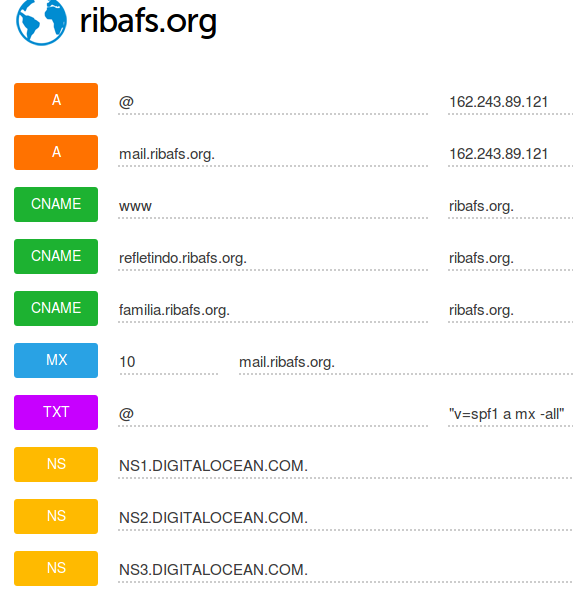 ribafs.org
A @ 162.243.89.121
A mail.ribafs.org. 162.243.89.121
CNAME www ribafs.org.
CNAME refletindo.ribafs.org. ribafs.org.
CNAME familia.ribafs.org. ribafs.org.
MX 10 mail.ribafs.org.
TXT @ "v=spf1 a mx -all"
NS NS1.DIGITALOCEAN.COM.
NS NS2.DIGITALOCEAN.COM.
NS NS3.DIGITALOCEAN.COM.